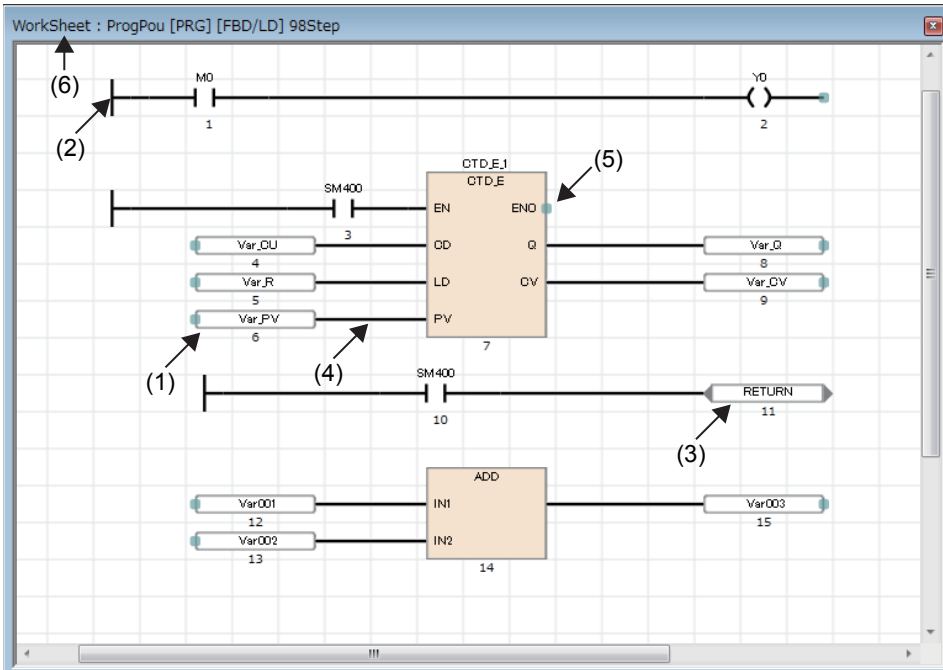 WorkSheet : ProgPou [PRG] [FBD/LD] 98Step
(6)
M0
Y0
(2)
1
2
CTD_E_1
CTD_E
(5)
SM400
EN
ENO
3
Var_CU
CD
Q
Var_Q
4
8
Var_R
LD
CV
Var_CV
5
9
Var_PV
PV
6
7
(1)
(4)
SM400
RETURN
10
11
(3)
ADD
Var001
IN1
Var003
12
15
Var002
IN2
13
14